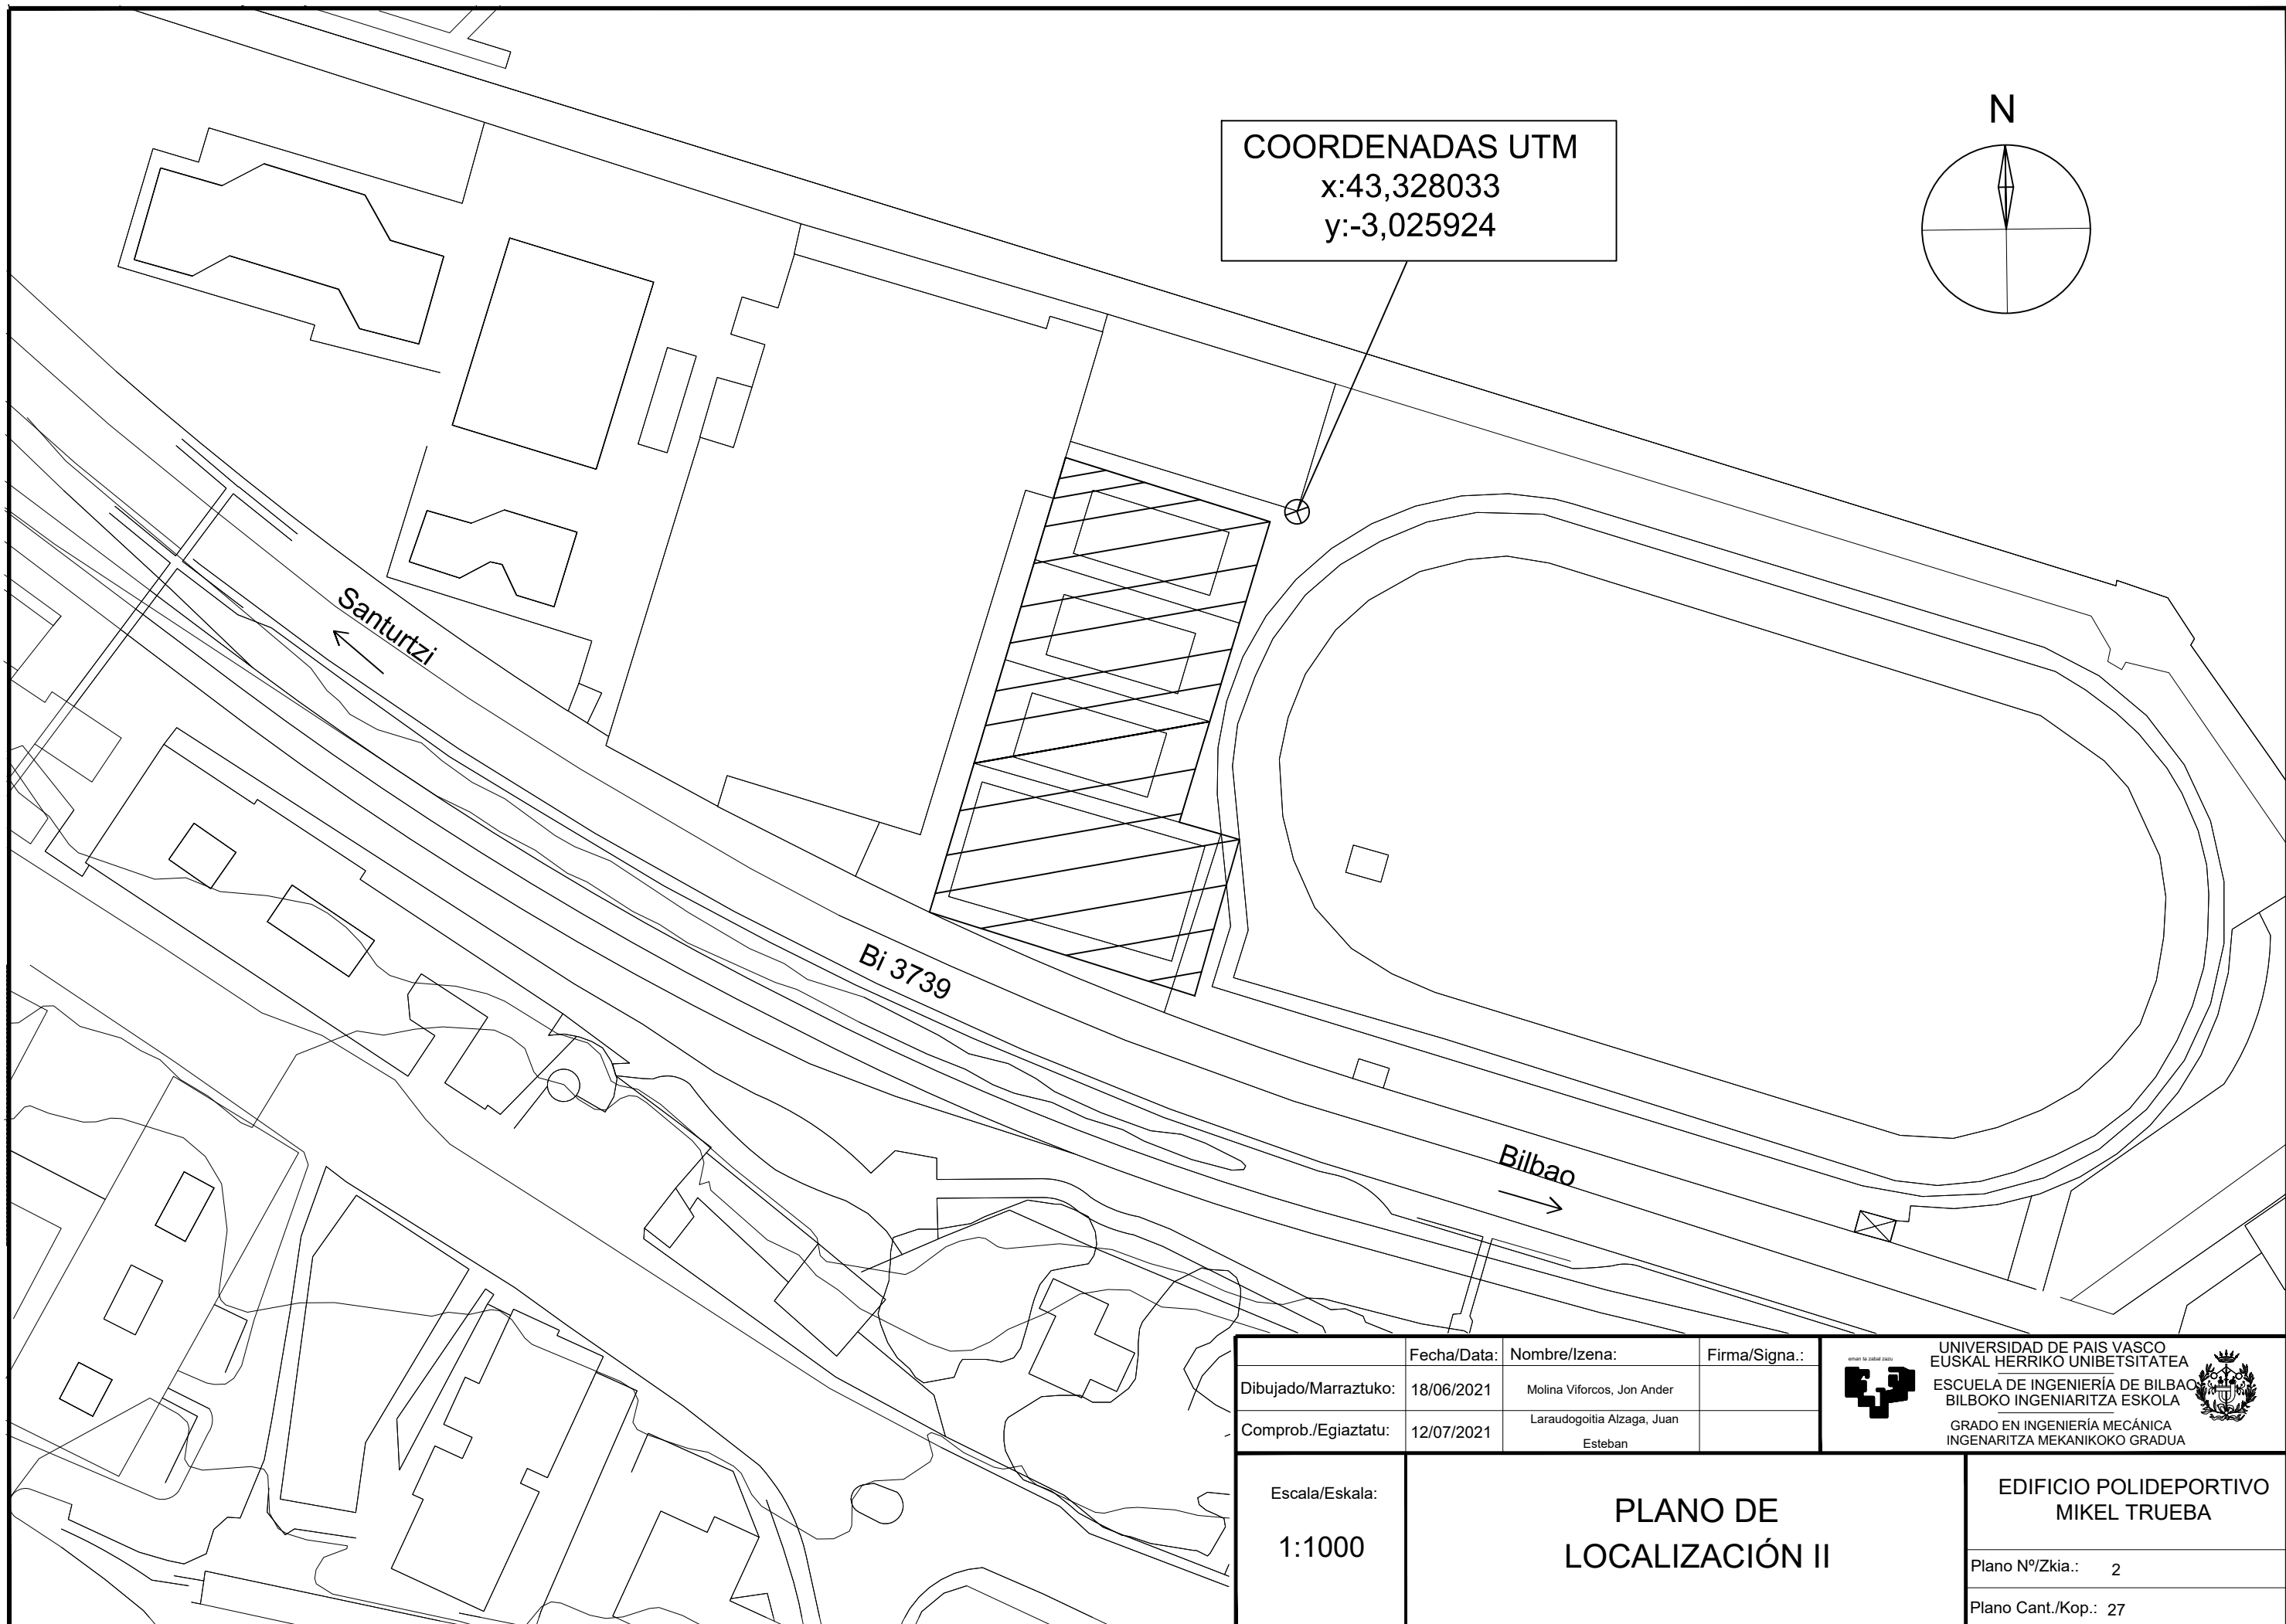 N
COORDENADAS UTM
x:43,328033
y:-3,025924
Santurtzi
Bi 3739
Bilbao
Fecha/Data: Nombre/Izena: Firma/Signa.:
Dibujado/Marraztuko: 18/06/2021 Molina Viforcos, Jon Ander
Comprob./Egiaztatu: 12/07/2021 Laraudogoitia Alzaga, Juan
Esteban
eman ta zabal zazu
UNIVERSIDAD DE PAIS VASCO
EUSKAL HERRIKO UNIBETSITATEA
ESCUELA DE INGENIERÍA DE BILBAO
BILBOKO INGENIARITZA ESKOLA
GRADO EN INGENIERÍA MECÁNICA
INGENARITZA MEKANIKOKO GRADUA
Escala/Eskala:
1:1000
PLANO DE
LOCALIZACIÓN II
EDIFICIO POLIDEPORTIVO
MIKEL TRUEBA
Plano Nº/Zkia.: 2
Plano Cant./Kop.: 27